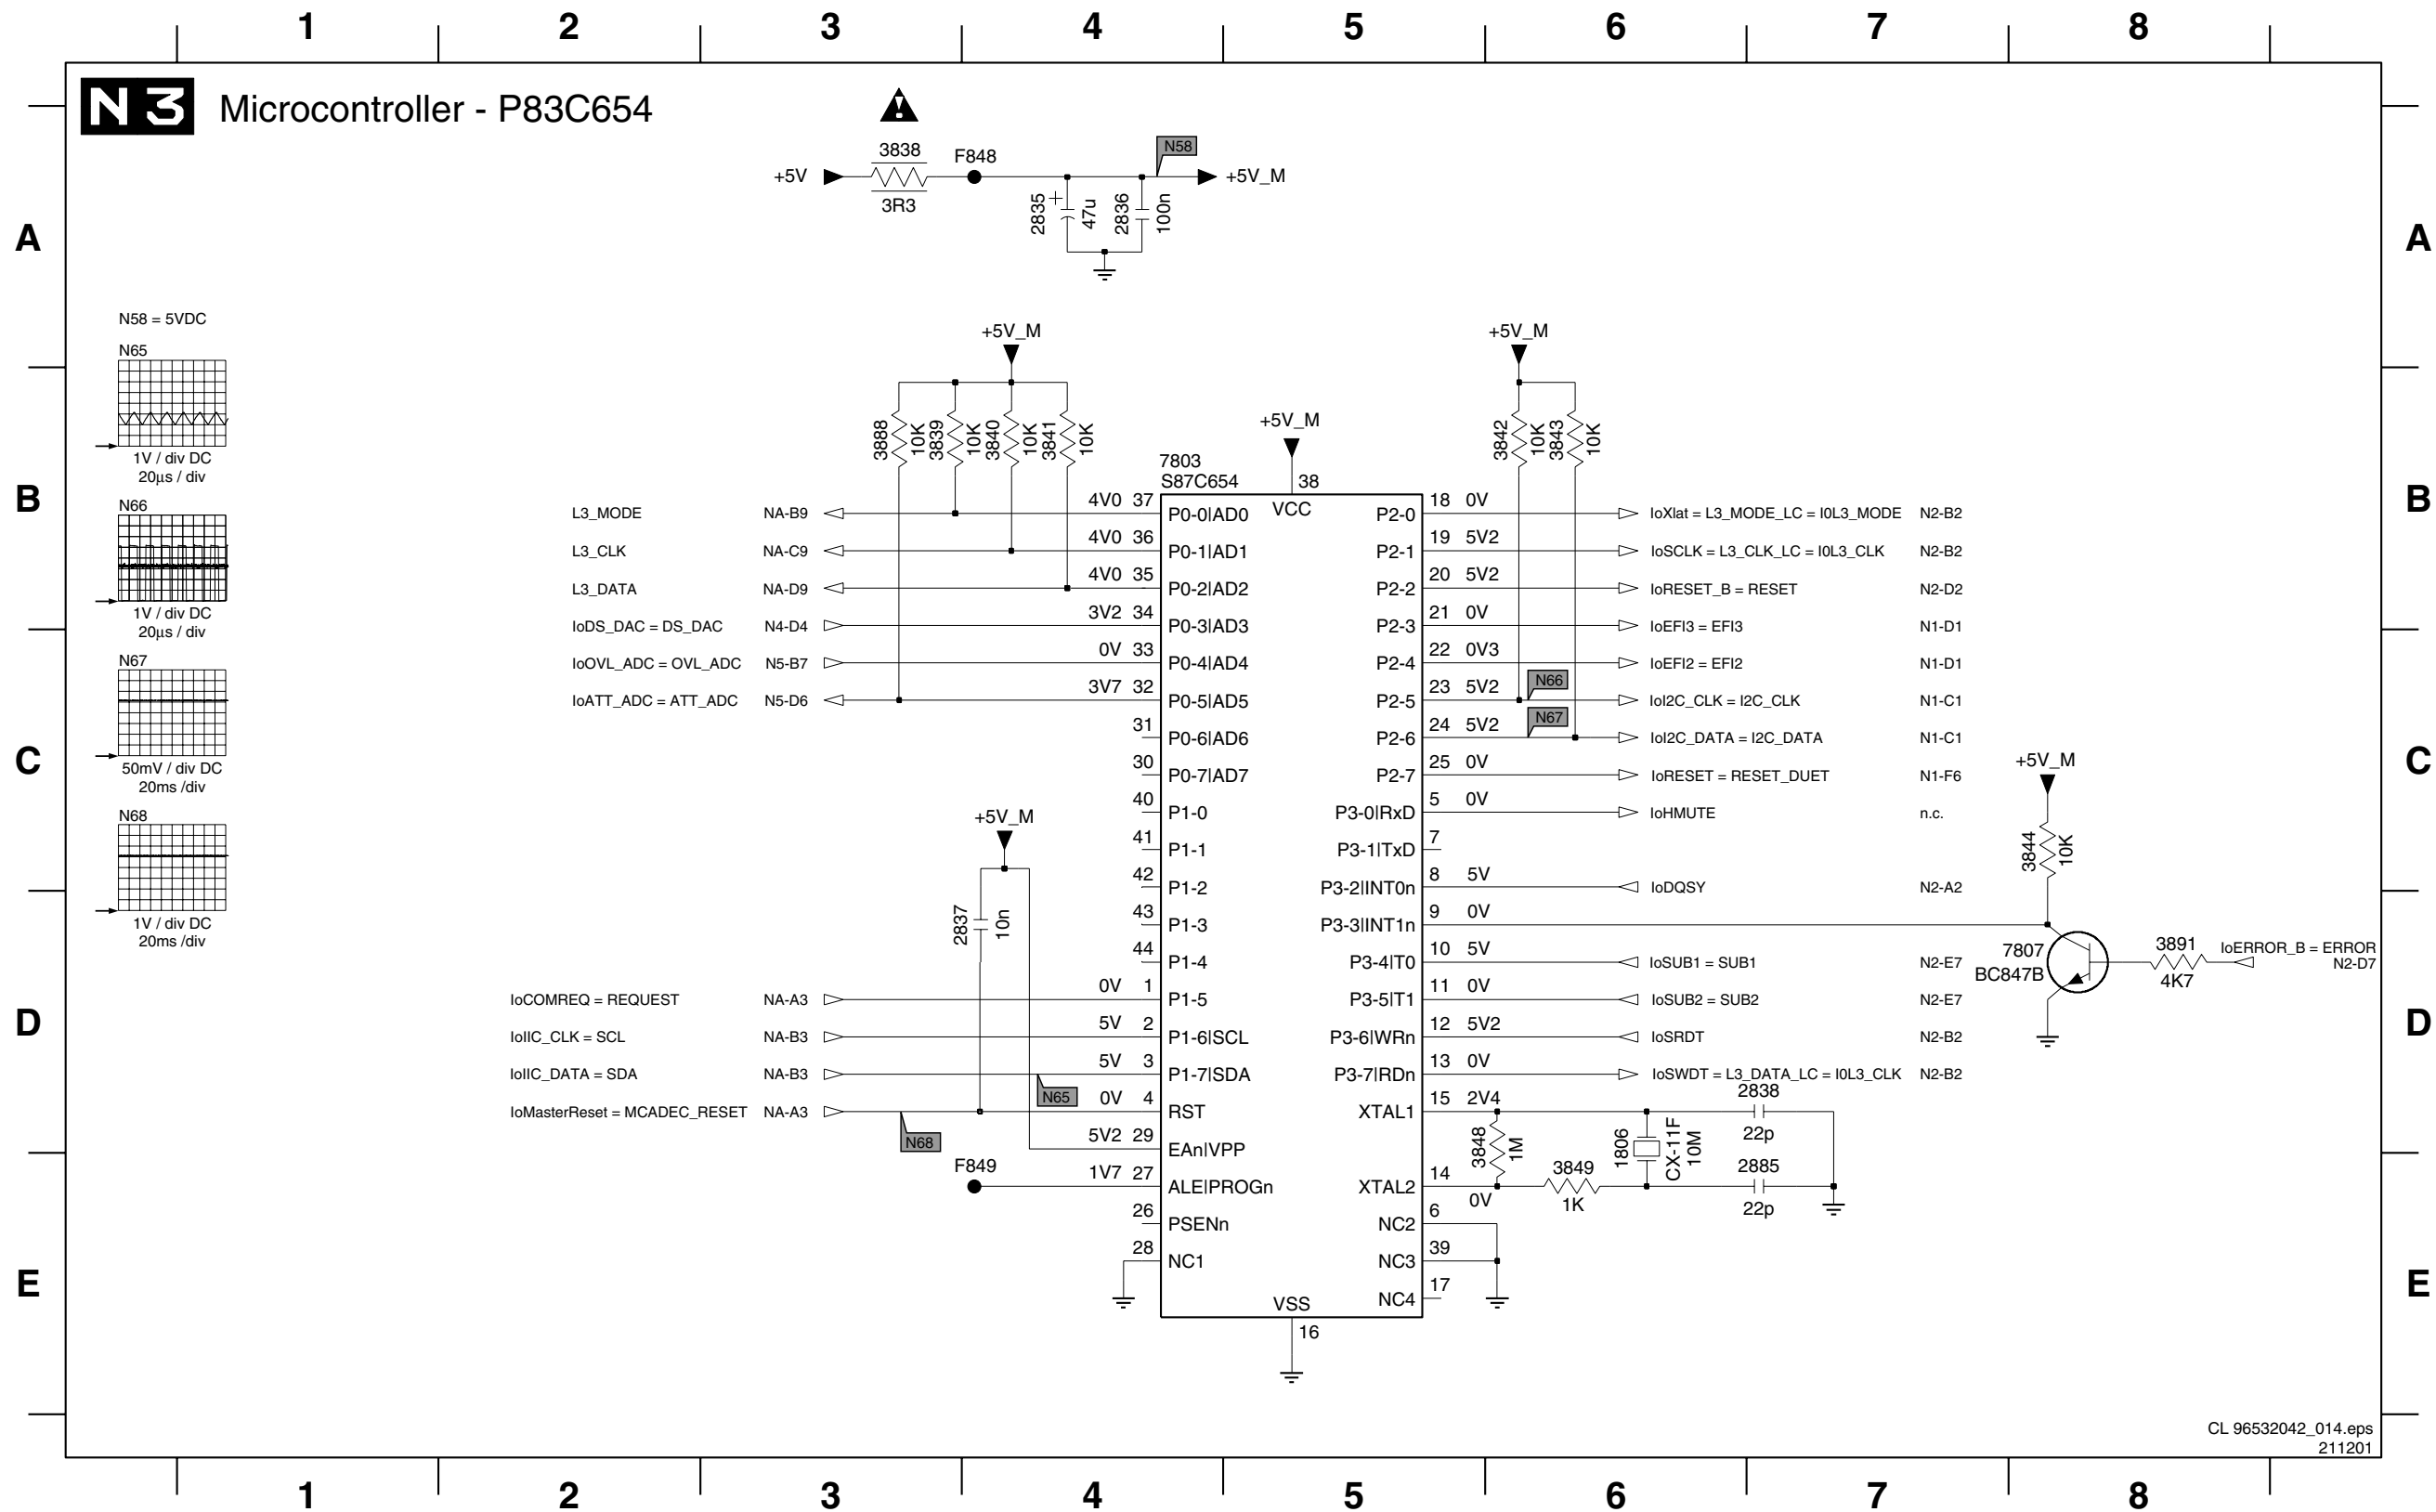 1 2 3 4 5 6 7 8
N3 Microcontroller - P83C654
A A
+5V 3838 3R3 F848 N58 +5V_M
2835 47u 2836 100n
N58 = 5VDC
N65
1V / div DC
20µs / div
N66
1V / div DC
20µs / div
N67
50mV / div DC
20ms /div
N68
1V / div DC
20ms /div
B B
C C
D D
E E
+5V_M
3888 10K 3839 10K 3840 10K 3841 10K
+5V_M
3842 10K 3843 10K
+5V_M
7803
S87C654
38
VCC
L3_MODE NA-B9 4V0 37 P0-0|AD0
L3_CLK NA-C9 4V0 36 P0-1|AD1
L3_DATA NA-D9 4V0 35 P0-2|AD2
IoDS_DAC = DS_DAC N4-D4 3V2 34 P0-3|AD3
IoOVL_ADC = OVL_ADC N5-B7 0V 33 P0-4|AD4
IoATT_ADC = ATT_ADC N5-D6 3V7 32 P0-5|AD5
31 P0-6|AD6
30 P0-7|AD7
40 P1-0
41 P1-1
42 P1-2
43 P1-3
44 P1-4
+5V_M
2837 10n
IoCOMREQ = REQUEST NA-A3 0V 1 P1-5
IoIIC_CLK = SCL NA-B3 5V 2 P1-6|SCL
IoIIC_DATA = SDA NA-B3 5V 3 P1-7|SDA
N65
IoMasterReset = MCADEC_RESET NA-A3 0V 4 RST
N68
5V2 29 EAn|VPP
F849 1V7 27 ALE|PROGn
26 PSENn
28 NC1
VSS
16
P2-0 18 0V IoXlat = L3_MODE_LC = I0L3_MODE N2-B2
P2-1 19 5V2 IoSCLK = L3_CLK_LC = I0L3_CLK N2-B2
P2-2 20 5V2 IoRESET_B = RESET N2-D2
P2-3 21 0V IoEFI3 = EFI3 N1-D1
P2-4 22 0V3 IoEFI2 = EFI2 N1-D1
P2-5 23 5V2 N66 IoI2C_CLK = I2C_CLK N1-C1
P2-6 24 5V2 N67 IoI2C_DATA = I2C_DATA N1-C1
P2-7 25 0V IoRESET = RESET_DUET N1-F6
P3-0|RxD 5 0V IoHMUTE n.c.
P3-1|TxD 7
P3-2|INT0n 8 5V IoDQSY N2-A2
P3-3|INT1n 9 0V
P3-4|T0 10 5V IoSUB1 = SUB1 N2-E7
P3-5|T1 11 0V IoSUB2 = SUB2 N2-E7
P3-6|WRn 12 5V2 IoSRDT N2-B2
P3-7|RDn 13 0V IoSWDT = L3_DATA_LC = I0L3_CLK N2-B2
XTAL1 15 2V4
XTAL2 14 0V
NC2 6
NC3 39
NC4 17
3848 1M
3849 1K
1806 CX-11F 10M
2838 22p
2885 22p
+5V_M
3844 10K
7807
BC847B
3891 4K7
IoERROR_B = ERROR
N2-D7
CL 96532042_014.eps
211201
1 2 3 4 5 6 7 8